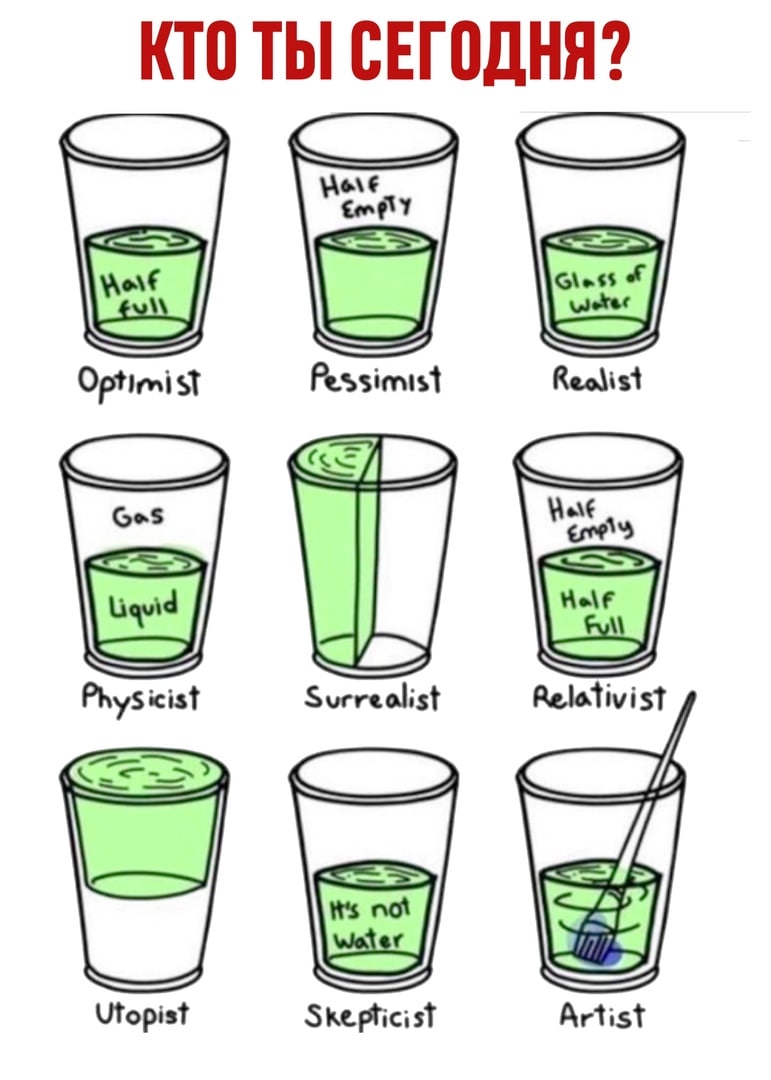 КТО ТЫ СЕГОДНЯ?
Half
full
Optimist
Half
Empty
Pessimist
Glass of
Water
Realist
Gas
Liquid
Physicist
Surrealist
Half
Empty
Half
Full
Relativist
Utopist
It's not
Water
Skepticist
Artist